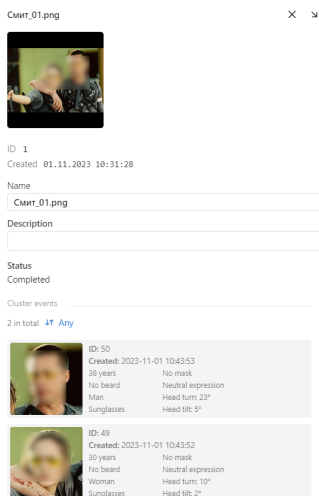 Смит_01.png
ID 1
Created 01.11.2023 10:31:28
Name
Смит_01.png
Description
Status
Completed
Cluster events
2 in total Any
ID: 50
Created: 2023-11-01 10:43:53
38 years No mask
No beard Neutral expression
Man Head turn: 23°
Sunglasses Head tilt: 5°
ID: 49
Created: 2023-11-01 10:43:52
30 years No mask
No beard Neutral expression
Woman Head turn: 10°
Sunglasses Head tilt: 2°